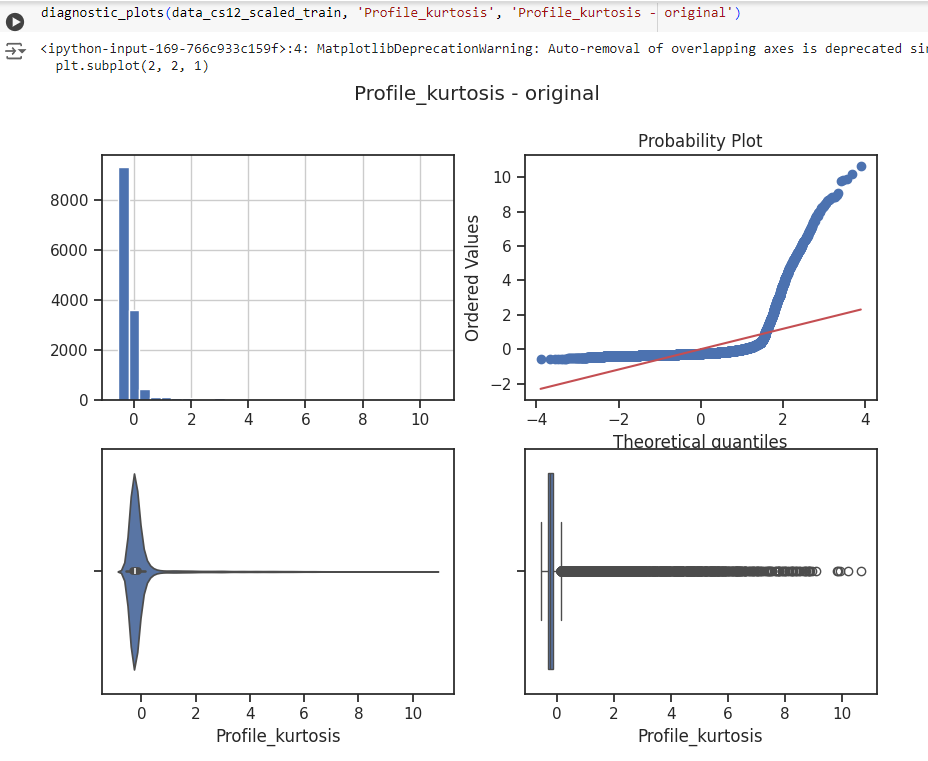 diagnostic_plots(data_cs12_scaled_train, 'Profile_kurtosis', 'Profile_kurtosis - original')
<ipython-input-169-766c933c159f>:4: MatplotlibDeprecationWarning: Auto-removal of overlapping axes is deprecated
plt.subplot(2, 2, 1)
Profile_kurtosis - original
8000
6000
4000
2000
0
0 2 4 6 8 10
Probability Plot
Ordered Values
10
8
6
4
2
0
−2
−4 −2 0 2 4
Theoretical quantiles
0 2 4 6 8 10
Profile_kurtosis
0 2 4 6 8 10
Profile_kurtosis